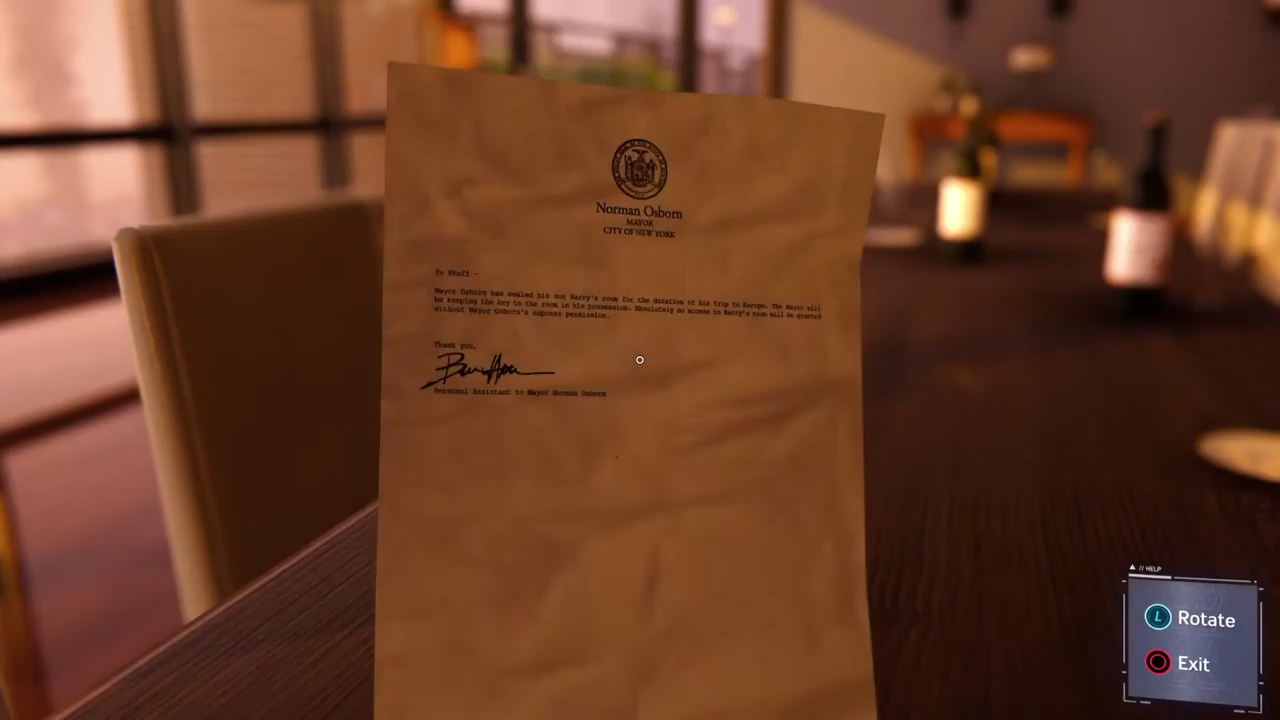 Norman Osborn
MAYOR
CITY OF NEW YORK
To Staff -
Mayor Osborn has sealed his son Harry's room for the duration of his trip to Europe. The Mayor will
be keeping the key to the room in his possession. Absolutely no access to Harry's room will be granted
without Mayor Osborn's express permission.
Thank you,
Personal Assistant to Mayor Norman Osborn
// HELP
L Rotate
Exit